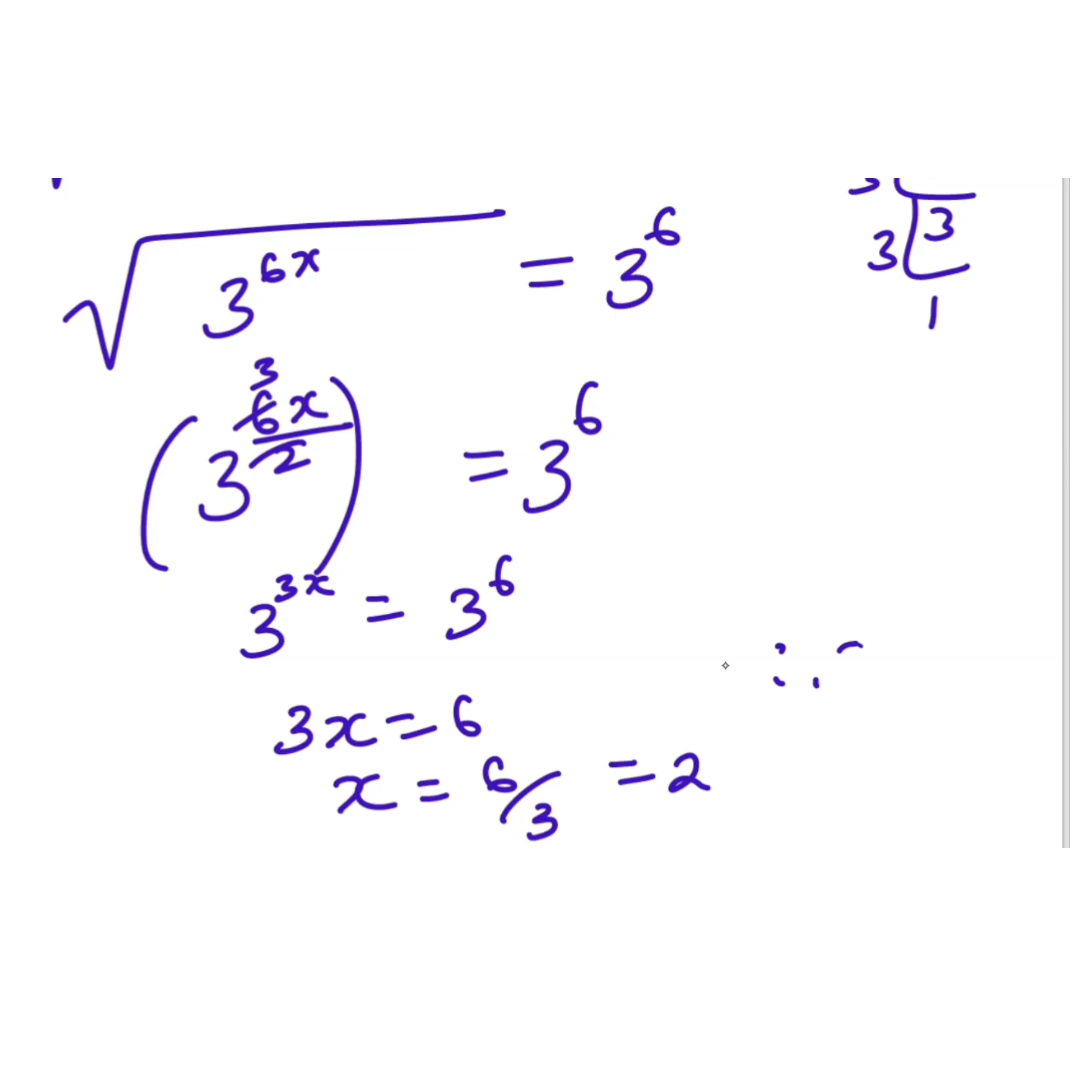 √3^{6x} = 3^6
3 3
1
(3^{6x/2}) = 3^6
3
3^{3x} = 3^6
3x = 6
x = 6/3 = 2